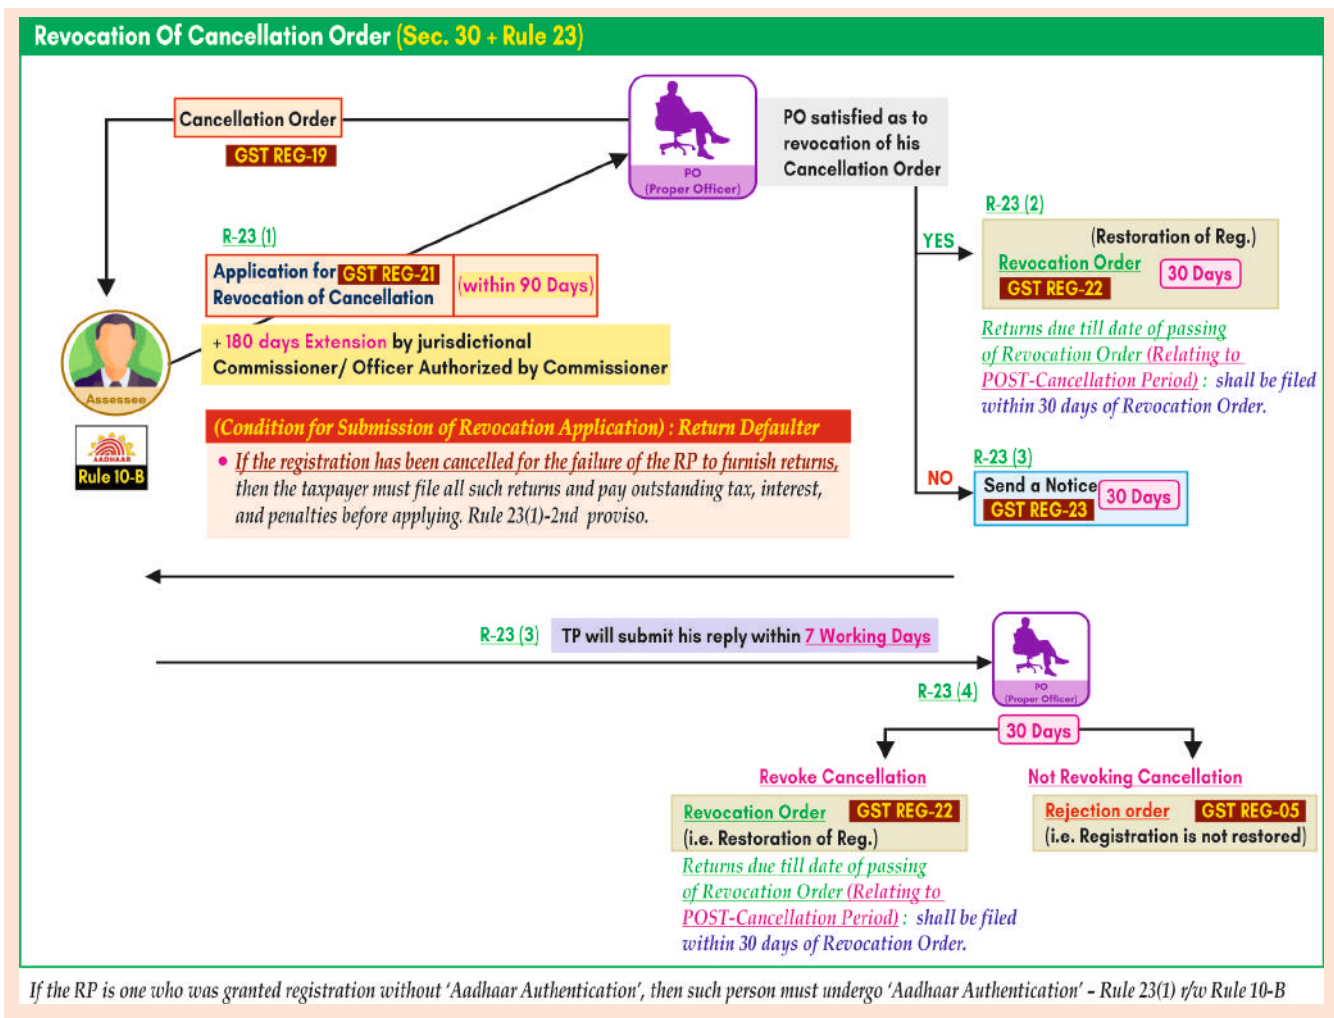 Revocation Of Cancellation Order (Sec. 30 + Rule 23)
Cancellation Order
GST REG-19
PO
(Proper Officer)
PO satisfied as to
revocation of his
Cancellation Order
R-23 (1)
Application for GST REG-21
Revocation of Cancellation
(within 90 Days)
+ 180 days Extension by jurisdictional
Commissioner/ Officer Authorized by Commissioner
Assessee
AADHAAR
Rule 10-B
(Condition for Submission of Revocation Application) : Return Defaulter
• If the registration has been cancelled for the failure of the RP to furnish returns,
then the taxpayer must file all such returns and pay outstanding tax, interest,
and penalties before applying. Rule 23(1)-2nd proviso.
YES
R-23 (2)
(Restoration of Reg.)
Revocation Order
GST REG-22
30 Days
Returns due till date of passing
of Revocation Order (Relating to
POST-Cancellation Period) : shall be filed
within 30 days of Revocation Order.
NO
R-23 (3)
Send a Notice
GST REG-23
30 Days
R-23 (3)
TP will submit his reply within 7 Working Days
PO
(Proper Officer)
R-23 (4)
30 Days
Revoke Cancellation
Revocation Order GST REG-22
(i.e. Restoration of Reg.)
Returns due till date of passing
of Revocation Order (Relating to
POST-Cancellation Period) : shall be filed
within 30 days of Revocation Order.
Not Revoking Cancellation
Rejection order GST REG-05
(i.e. Registration is not restored)
If the RP is one who was granted registration without ‘Aadhaar Authentication’, then such person must undergo ‘Aadhaar Authentication’ – Rule 23(1) r/w Rule 10-B